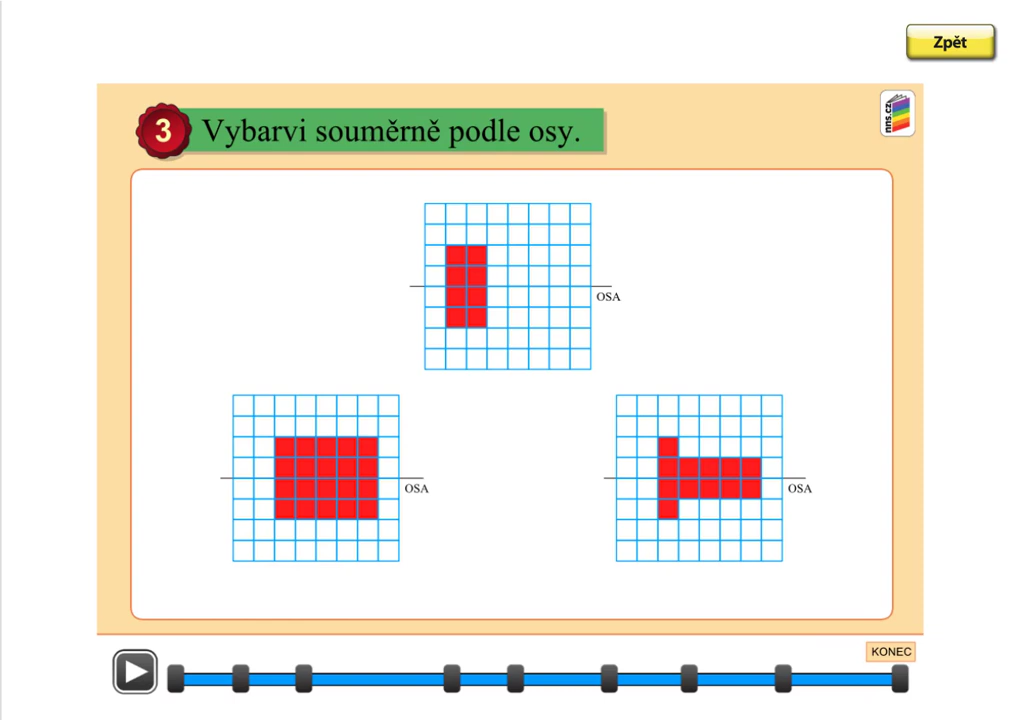 Zpět
3 Vybarvi souměrně podle osy.
nns.cz
OSA
OSA
OSA
KONEC